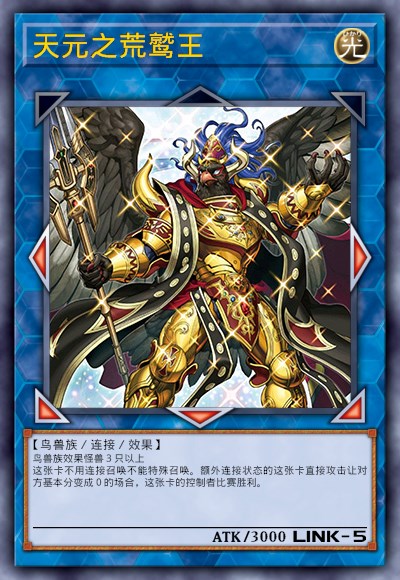 天元之荒鹫王
光
ひかり
【鸟兽族／连接／效果】
鸟兽族效果怪兽３只以上
这张卡不用连接召唤不能特殊召唤。额外连接状态的这张卡直接攻击让对
方基本分变成０的场合，这张卡的控制者比赛胜利。
ATK/3000 LINK-5